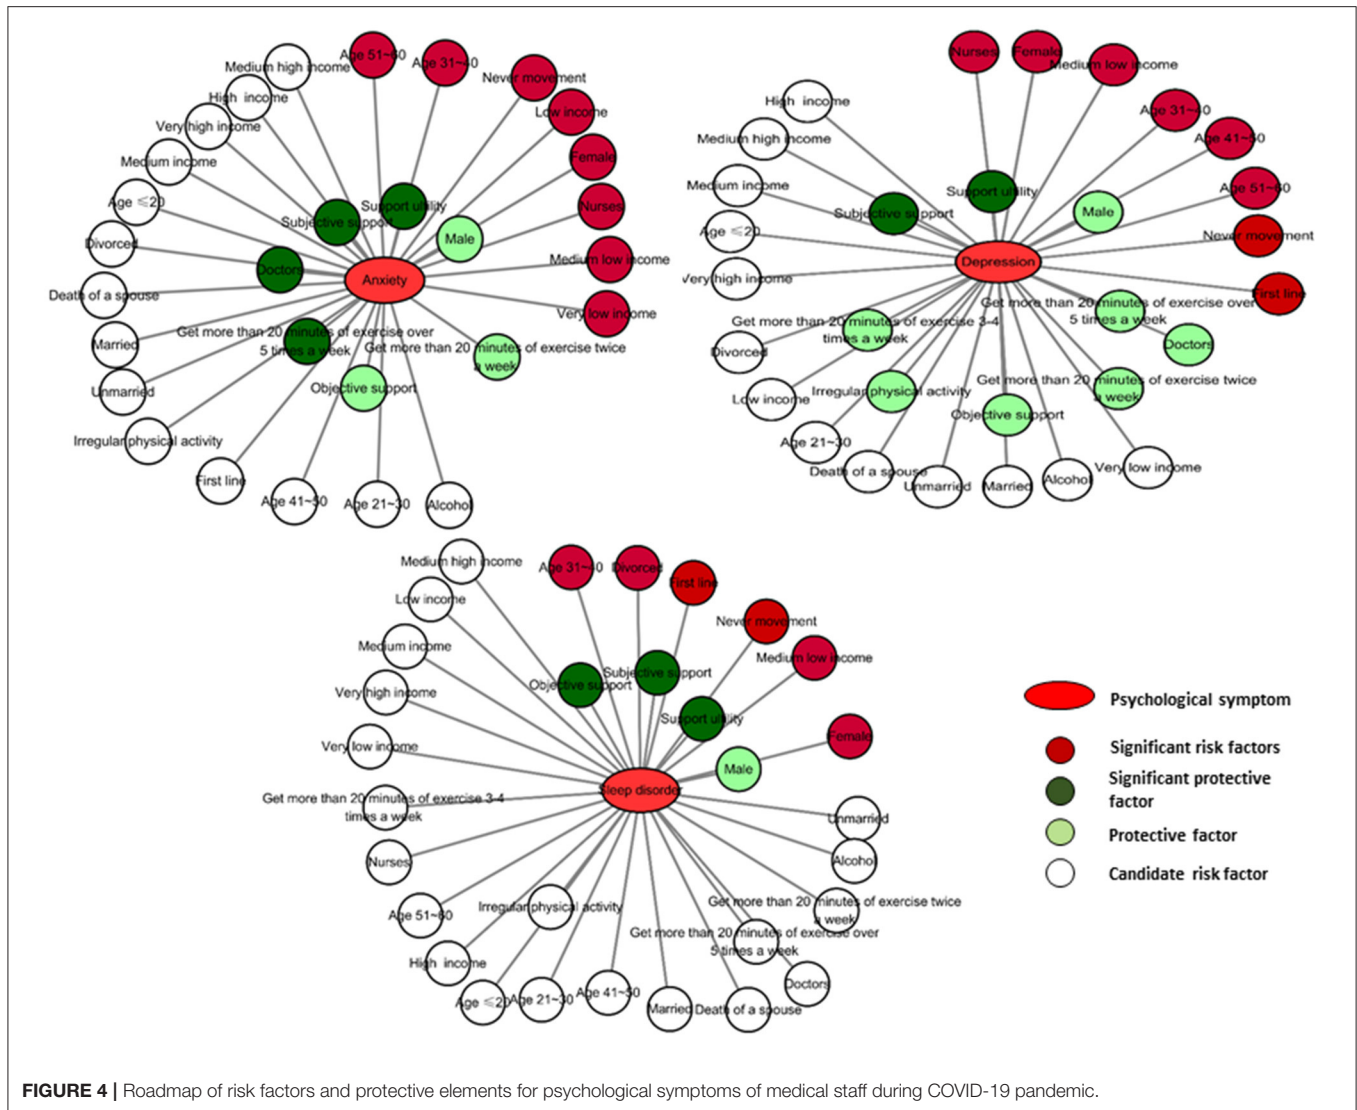 Medium high income
Age 51~60
Age 31~40
High income
Never movement
Very high income
Low income
Medium income
Female
Age ≤20
Subjective support
Support utility
Nurses
Divorced
Male
Doctors
Anxiety
Medium low income
Death of a spouse
Very low income
Married
Get more than 20 minutes of exercise over
5 times a week
Get more than 20 minutes of exercise twice
a week
Unmarried
Objective support
Irregular physical activity
First line
Age 41~50
Age 21~30
Alcohol
Nurses
Female
Medium low income
High income
Age 31~40
Medium high income
Age 41~50
Medium income
Support utility
Age 51~60
Subjective support
Male
Age ≤20
Never movement
Depression
Very high income
First line
Get more than 20 minutes of exercise over
5 times a week
Get more than 20 minutes of exercise 3-4
times a week
Doctors
Divorced
Get more than 20 minutes of exercise twice
a week
Irregular physical activity
Low income
Objective support
Age 21~30
Death of a spouse
Unmarried
Married
Alcohol
Very low income
Medium high income
Age 31~40
Divorced
First line
Low income
Never movement
Medium income
Medium low income
Subjective support
Objective support
Very high income
Support utility
Female
Very low income
Male
Sleep disorder
Get more than 20 minutes of exercise 3-4
times a week
Unmarried
Nurses
Alcohol
Get more than 20 minutes of exercise twice
a week
Age 51~60
Irregular physical activity
Get more than 20 minutes of exercise over
5 times a week
High income
Doctors
Age ≤20
Age 21~30
Age 41~50
Married
Death of a spouse
Psychological symptom
Significant risk factors
Significant protective
factor
Protective factor
Candidate risk factor
FIGURE 4 | Roadmap of risk factors and protective elements for psychological symptoms of medical staff during COVID-19 pandemic.